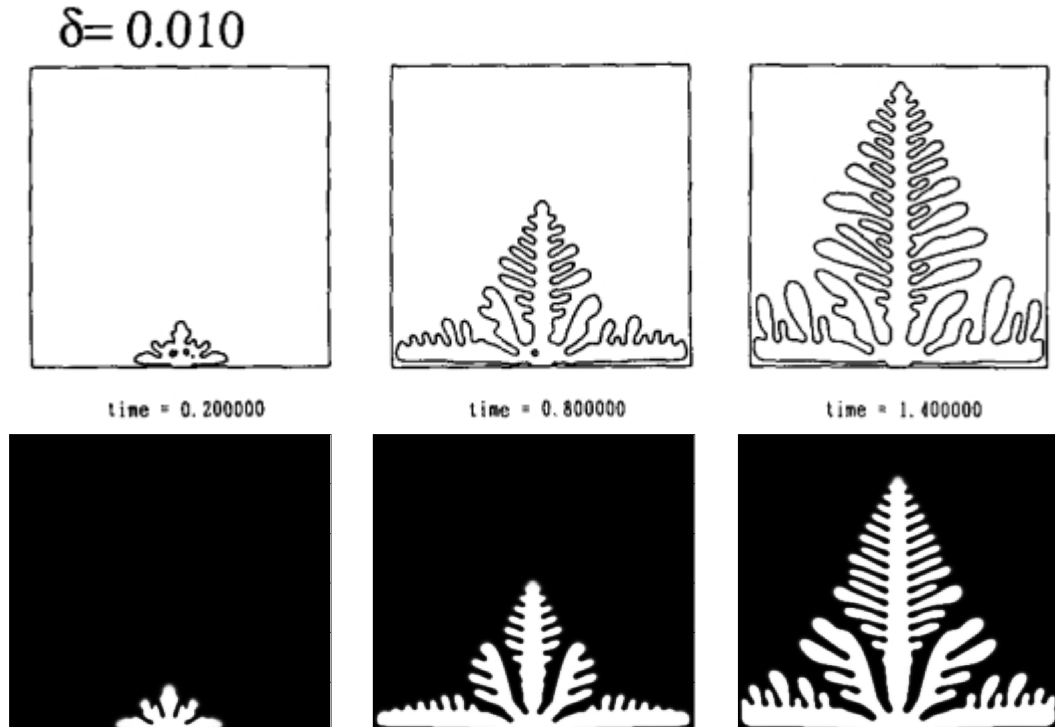 δ= 0.010
time = 0.200000
time = 0.800000
time = 1.400000